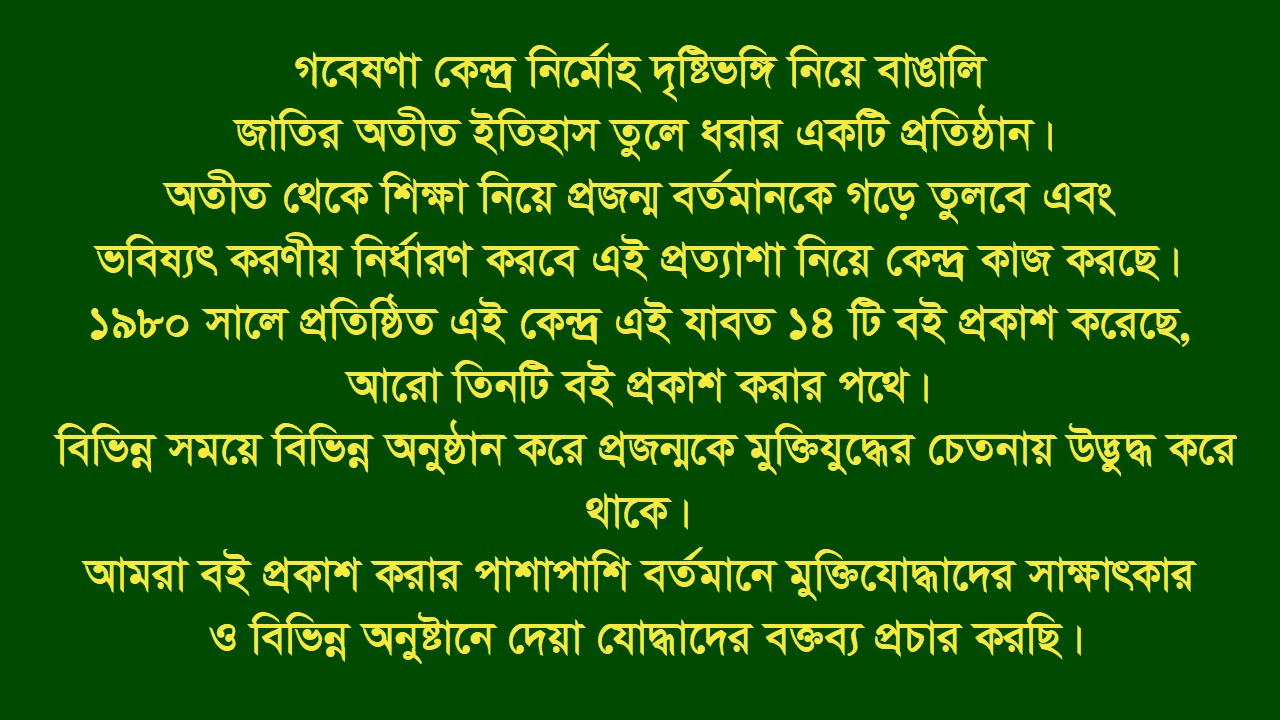 গবেষণা কেন্দ্র নির্মোহ দৃষ্টিভঙ্গি নিয়ে বাঙালি
জাতির অতীত ইতিহাস তুলে ধরার একটি প্রতিষ্ঠান।
অতীত থেকে শিক্ষা নিয়ে প্রজন্ম বর্তমানকে গড়ে তুলবে এবং
ভবিষ্যৎ করণীয় নির্ধারণ করবে এই প্রত্যাশা নিয়ে কেন্দ্র কাজ করছে।
১৯৮০ সালে প্রতিষ্ঠিত এই কেন্দ্র এই যাবত ১৪ টি বই প্রকাশ করেছে,
আরো তিনটি বই প্রকাশ করার পথে।
বিভিন্ন সময়ে বিভিন্ন অনুষ্ঠান করে প্রজন্মকে মুক্তিযুদ্ধের চেতনায় উদ্ভুদ্ধ করে
থাকে।
আমরা বই প্রকাশ করার পাশাপাশি বর্তমানে মুক্তিযোদ্ধাদের সাক্ষাৎকার
ও বিভিন্ন অনুষ্টানে দেয়া যোদ্ধাদের বক্তব্য প্রচার করছি।